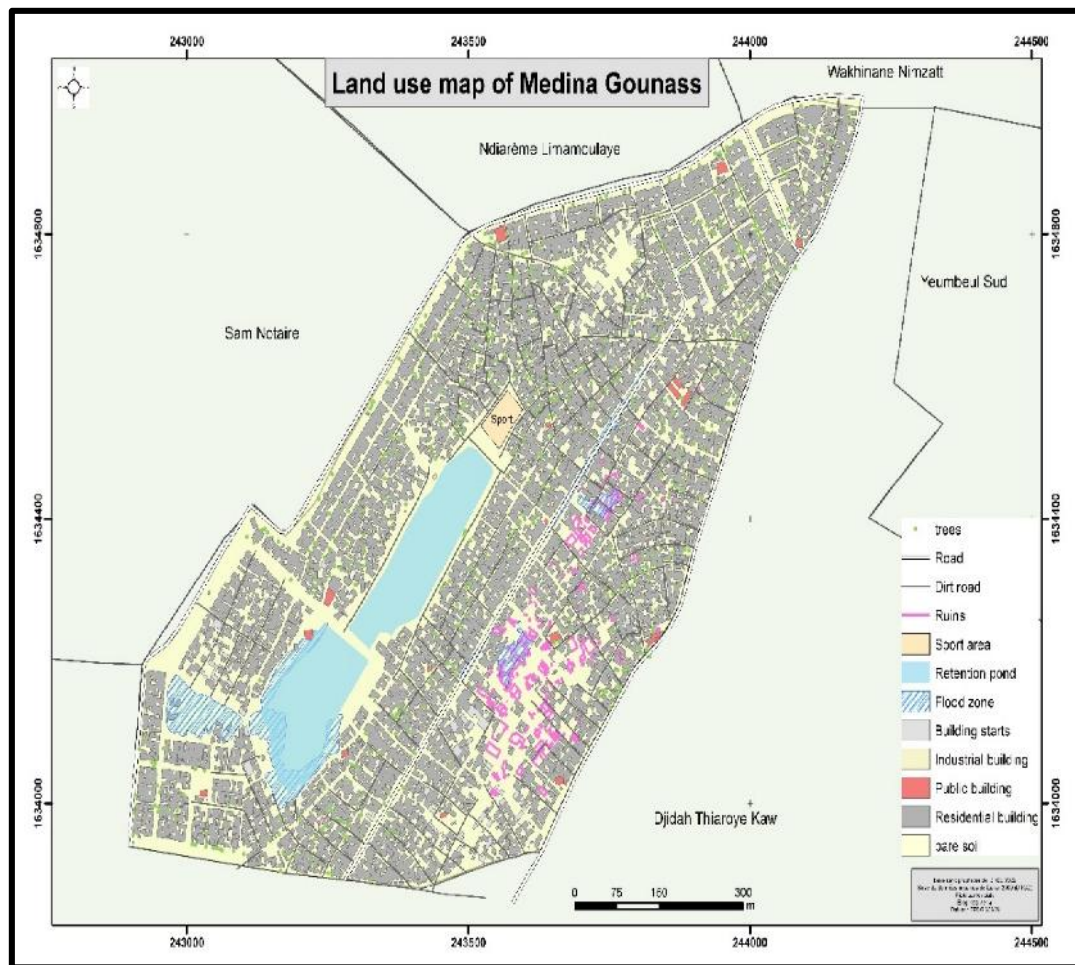 243000 243500 244000 244500
Land use map of Medina Gounass
Wakhinane Nimzatt
Ndiarème Limamculaye
1634800 1634800
Yeumbeul Sud
Sam Notaire
Sport
1634400 1634400
trees
Road
Dirt road
Ruins
Sport area
Retention pond
Flood zone
Building starts
Industrial building
Public building
Residential building
bare soi
1634000 1634000
Djidah Thiaroye Kaw
0 75 150 300
m
243000 243500 244000 244500